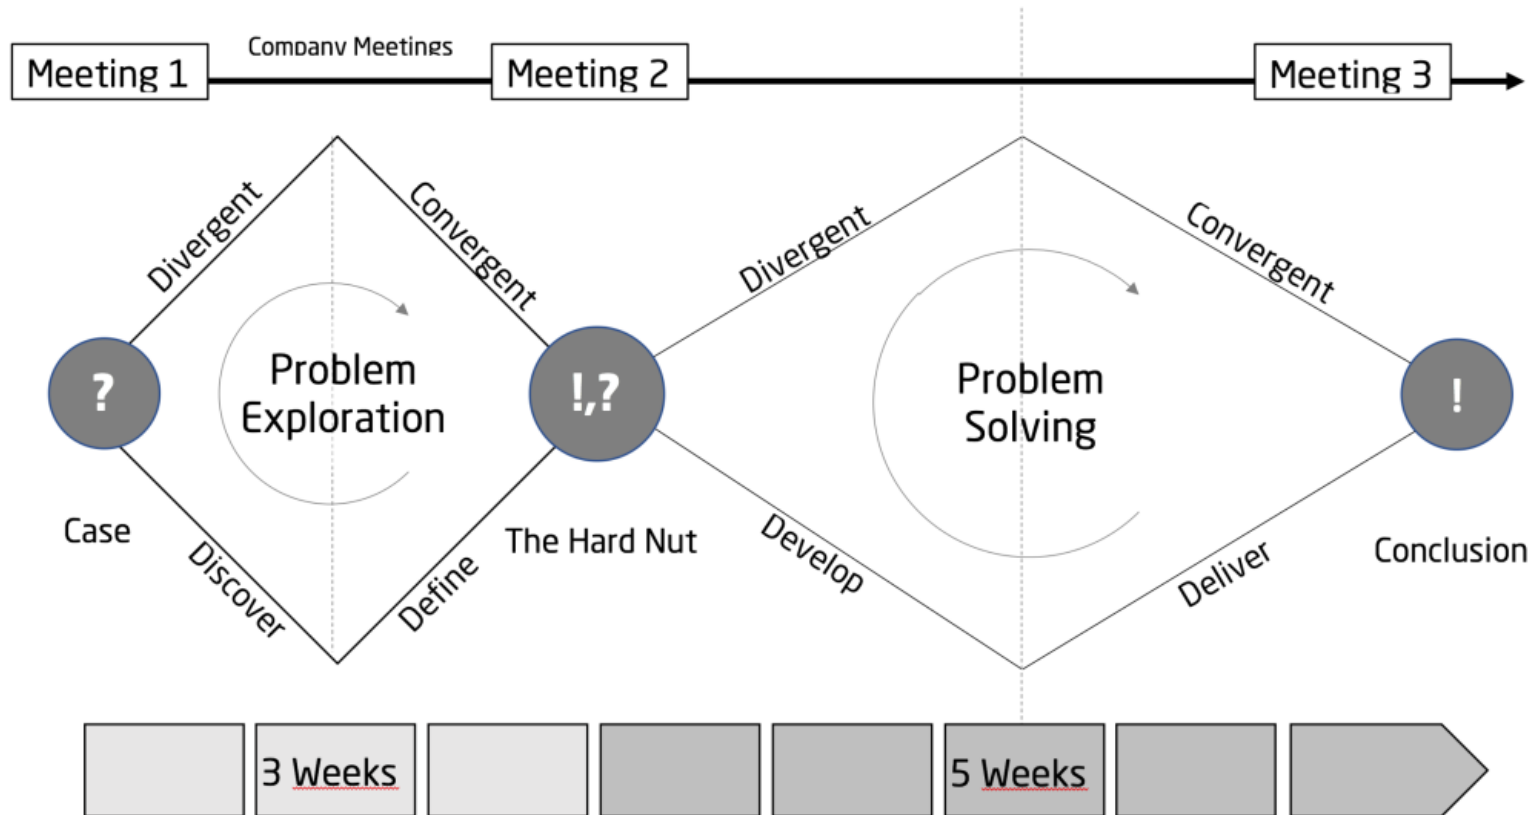 Company Meetings
Meeting 1
Meeting 2
Meeting 3
Divergent
Convergent
Divergent
Convergent
?
Problem
Exploration
!,?
Problem
Solving
!
Case
The Hard Nut
Conclusion
Discover
Define
Develop
Deliver
3 Weeks
5 Weeks